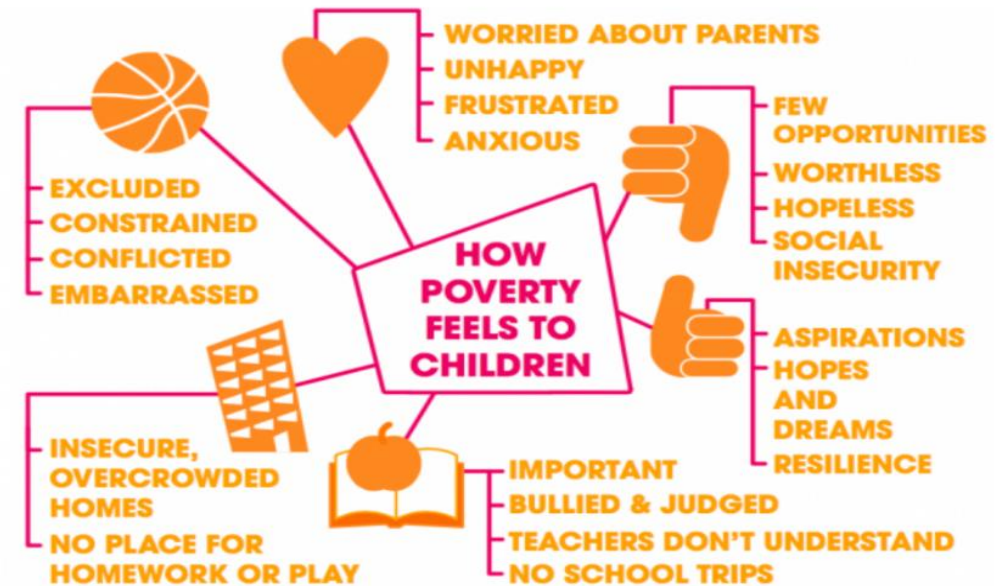 WORRIED ABOUT PARENTS
UNHAPPY
FRUSTRATED
ANXIOUS
FEW
OPPORTUNITIES
WORTHLESS
HOPELESS
SOCIAL
INSECURITY
EXCLUDED
CONSTRAINED
CONFLICTED
EMBARRASSED
HOW
POVERTY
FEELS TO
CHILDREN
ASPIRATIONS
HOPES
AND
DREAMS
RESILIENCE
INSECURE,
OVERCROWDED
HOMES
NO PLACE FOR
HOMEWORK OR PLAY
IMPORTANT
BULLIED & JUDGED
TEACHERS DON'T UNDERSTAND
NO SCHOOL TRIPS